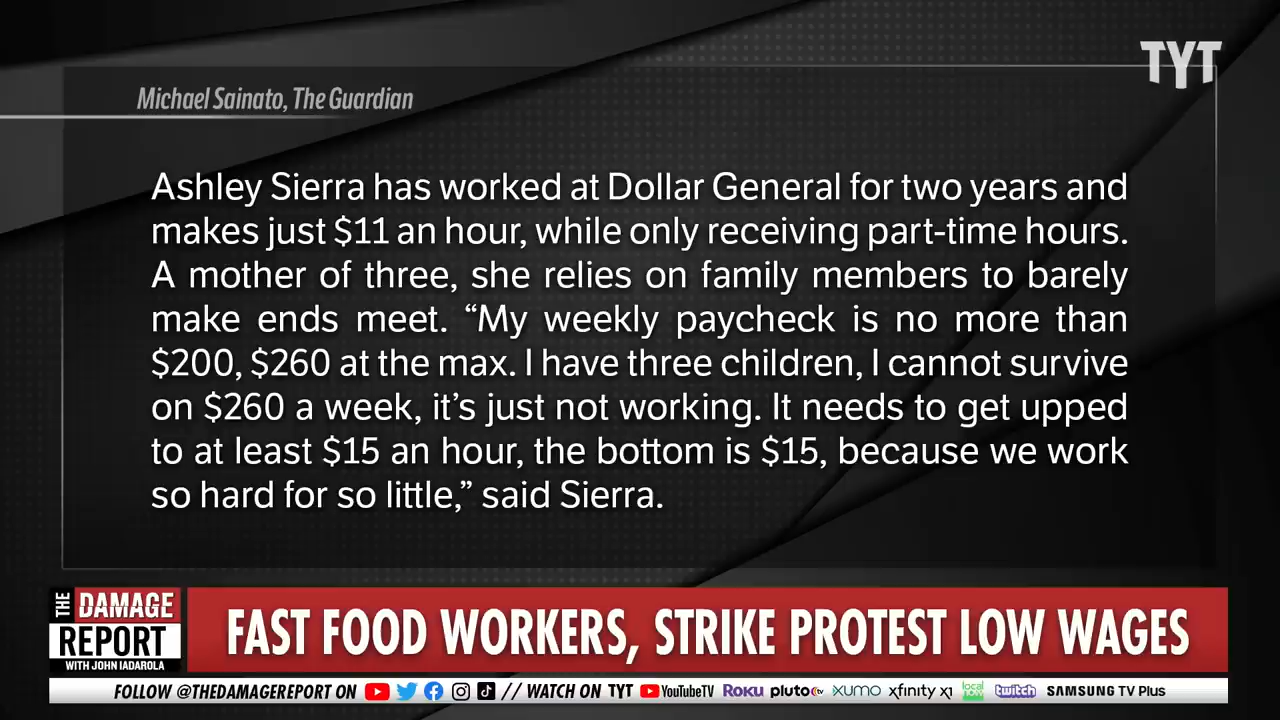 TYT
Michael Sainato, The Guardian
Ashley Sierra has worked at Dollar General for two years and
makes just $11 an hour, while only receiving part-time hours.
A mother of three, she relies on family members to barely
make ends meet. “My weekly paycheck is no more than
$200, $260 at the max. I have three children, I cannot survive
on $260 a week, it’s just not working. It needs to get upped
to at least $15 an hour, the bottom is $15, because we work
so hard for so little,” said Sierra.
THE DAMAGE
REPORT
WITH JOHN IADAROLA
FAST FOOD WORKERS, STRIKE PROTEST LOW WAGES
FOLLOW @THEDAMAGEREPORT ON // WATCH ON TYT YouTubeTV Roku pluto tv XUMO xfinity x1 local now twitch SAMSUNG TV Plus